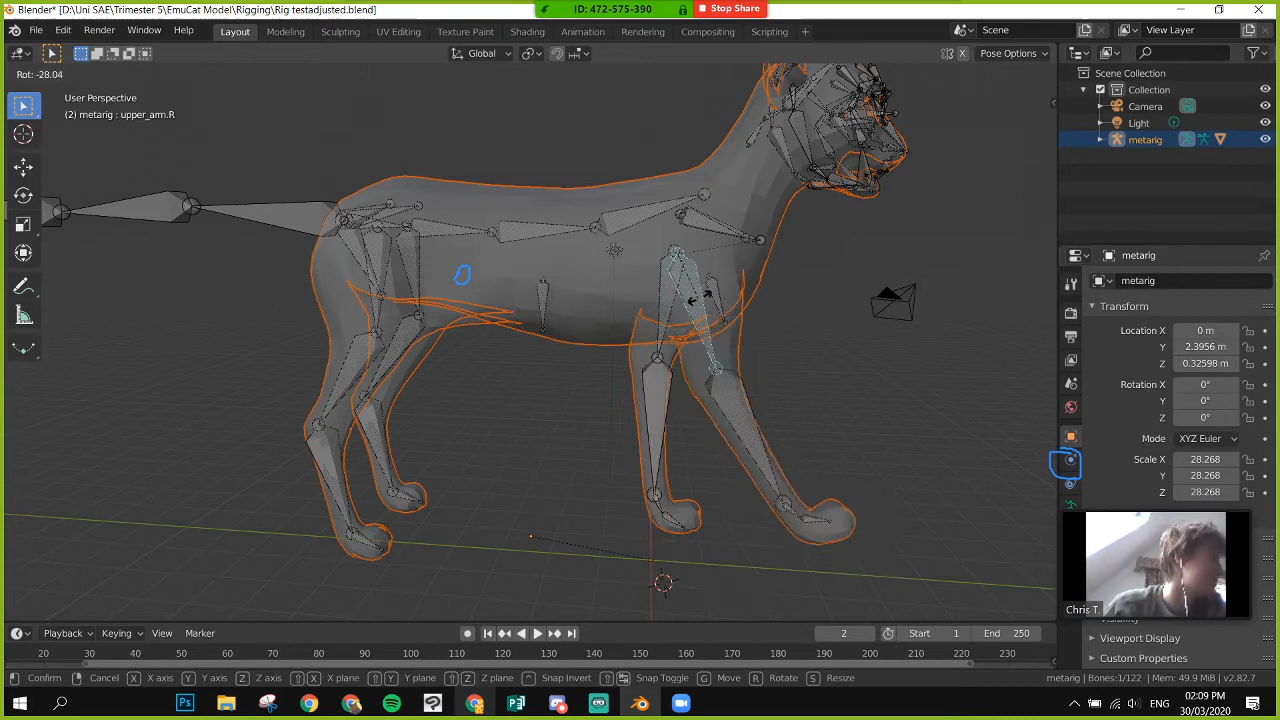 ID: 472-575-390
Stop Share
Blender* [D:\Uni SAE\Trimester 5\EmuCat Model\Rigging\Rig testadjusted.blend]
File Edit Render Window Help
Layout Modeling Sculpting UV Editing Texture Paint Shading Animation Rendering Compositing Scripting +
Scene
View Layer
Global
X
Pose Options
Rot: -28.04
User Perspective
(2) metarig : upper_arm.R
Scene Collection
Collection
Camera
Light
metarig
metarig
metarig
Transform
Location X 0 m
Y 2.3956 m
Z 0.32598 m
Rotation X 0°
Y 0°
Z 0°
Mode XYZ Euler
Scale X 28.268
Y 28.268
Z 28.268
Chris T.
Viewport Display
Custom Properties
Playback Keying View Marker
2
Start 1
End 250
20 30 40 50 60 70 80 90 100 110 120 130 140 150 160 170 180 190 200 210 220 230
Confirm Cancel X X axis Y Y axis Z Z axis X X plane Y Y plane Z Z plane Snap Invert Snap Toggle G Move R Rotate S Resize
metarig | Bones:1/122 | Mem: 49.9 MiB | v2.82.7
Ps
ENG
02:09 PM
30/03/2020